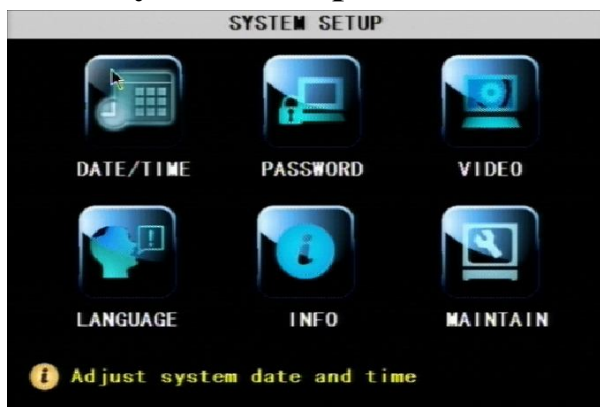 SYSTEM SETUP
DATE/TIME PASSWORD VIDEO
LANGUAGE INFO MAINTAIN
Adjust system date and time